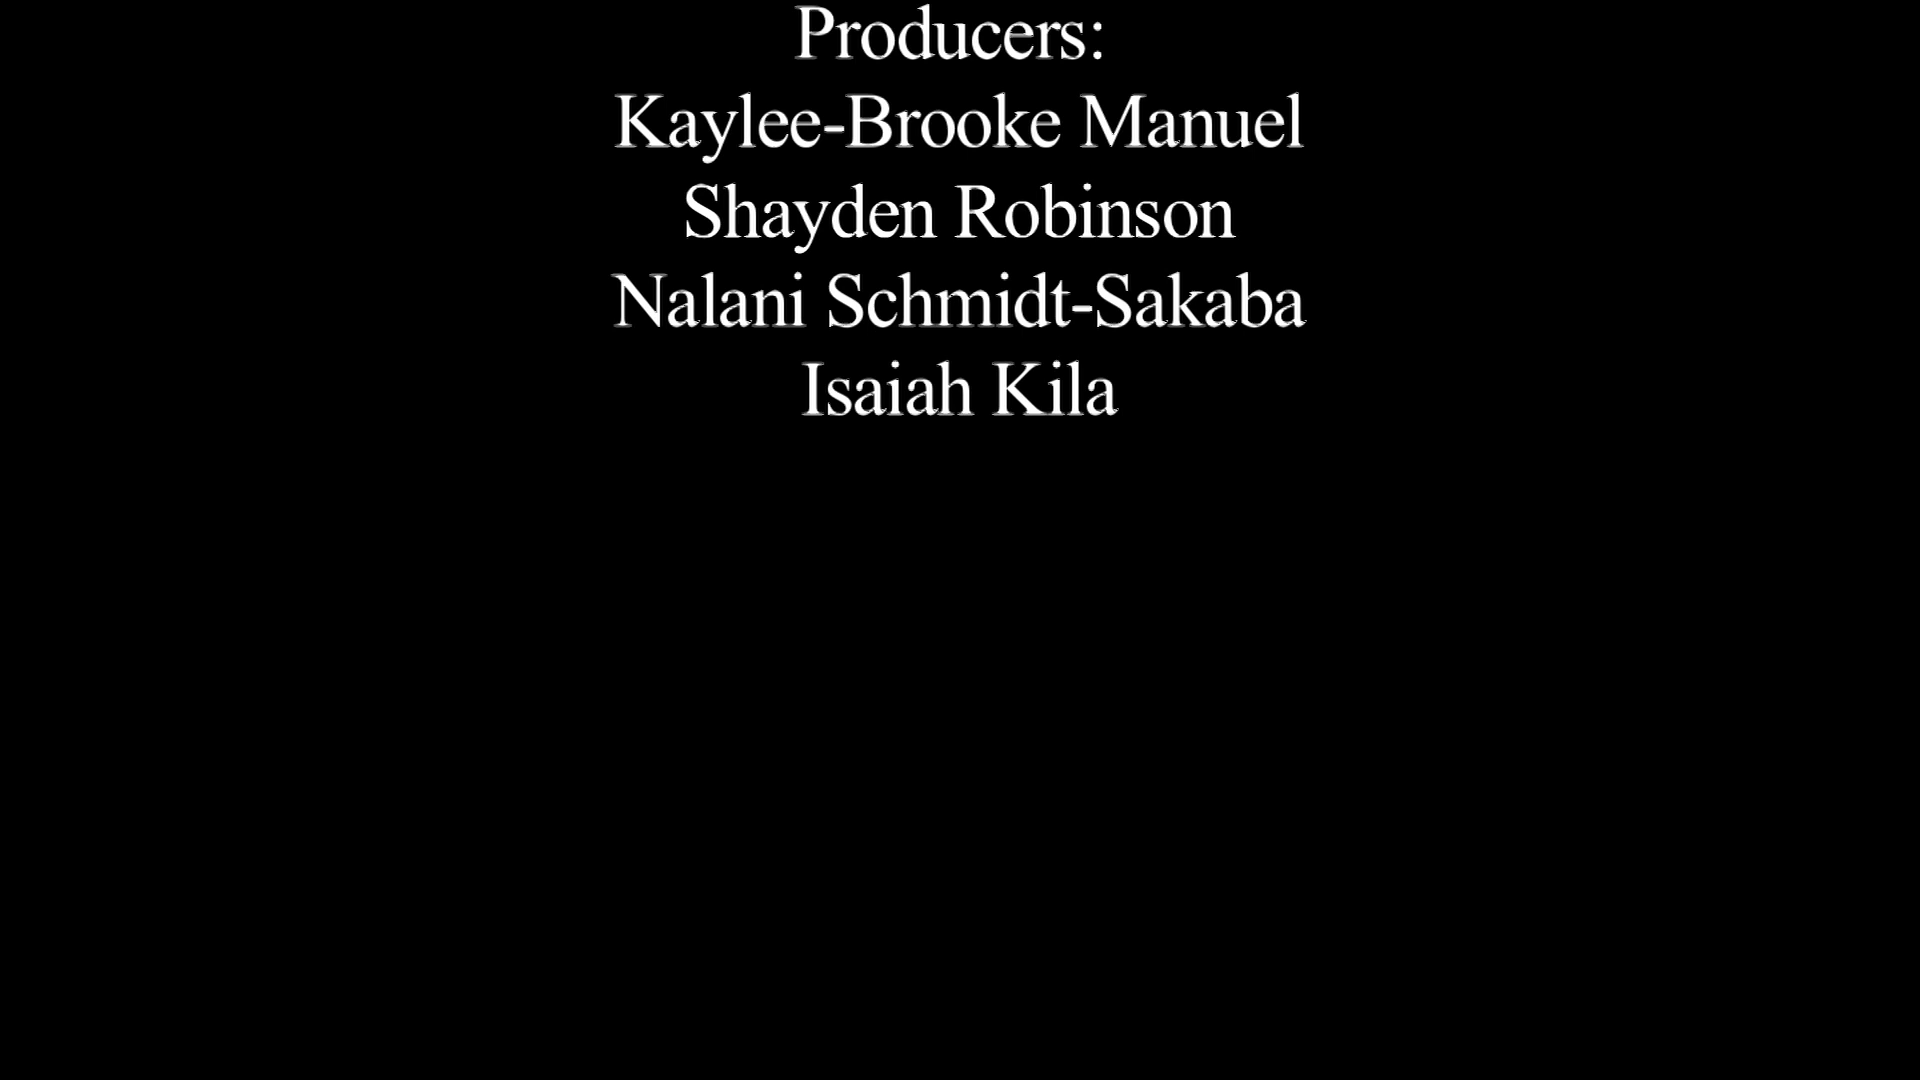 Producers:
Kaylee-Brooke Manuel
Shayden Robinson
Nalani Schmidt-Sakaba
Isaiah Kila